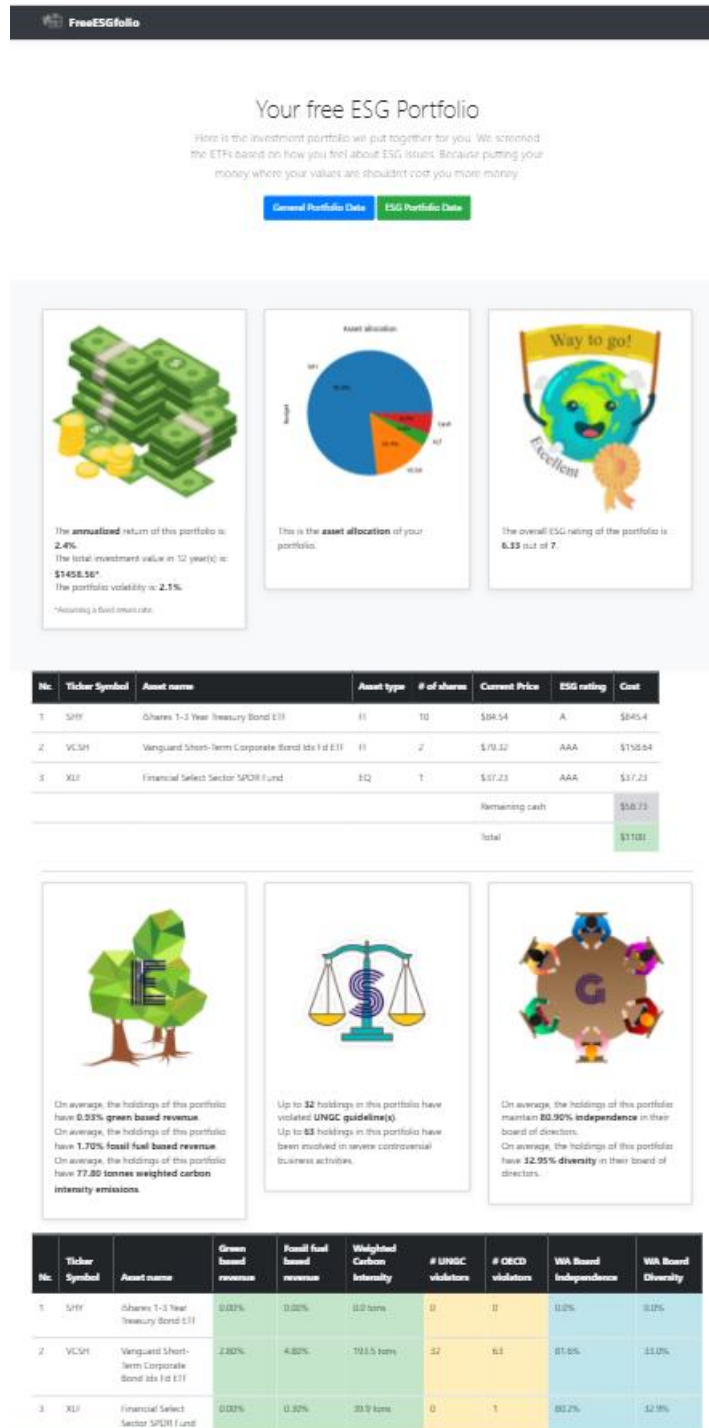 FreeESGfolio
Your free ESG Portfolio
Here is the investment portfolio we put together for you. We screened
the ETFs based on how you feel about ESG issues. Because putting your
money where your values are shouldn't cost you more money.
General Portfolio Data ESG Portfolio Data
The annualized return of this portfolio is:
2.4%.
The total investment value in 12 year(s) is:
$1458.56*.
The portfolio volatility is: 2.1%.
*Assuming a fixed return rate.
Asset allocation
Budget
SHY
Cash
XLF
VCSH
This is the asset allocation of your
portfolio.
Way to go!
Excellent
The overall ESG rating of the portfolio is
6.33 out of 7.
Nr. Ticker Symbol Asset name Asset type # of shares Current Price ESG rating Cost
1 SHY iShares 1-3 Year Treasury Bond ETF FI 10 $84.54 A $845.4
2 VCSH Vanguard Short-Term Corporate Bond Idx Fd ETF FI 2 $79.32 AAA $158.64
3 XLF Financial Select Sector SPDR Fund EQ 1 $37.23 AAA $37.23
Remaining cash $58.73
Total $1100
E
On average, the holdings of this portfolio
have 0.93% green based revenue.
On average, the holdings of this portfolio
have 1.70% fossil fuel based revenue.
On average, the holdings of this portfolio
have 77.80 tonnes weighted carbon
intensity emissions.
S
Up to 32 holdings in this portfolio have
violated UNGC guideline(s).
Up to 63 holdings in this portfolio have
been involved in severe controversial
business activities.
G
On average, the holdings of this portfolio
maintain 80.90% independence in their
board of directors.
On average, the holdings of this portfolio
have 32.95% diversity in their board of
directors.
Nr. Ticker Symbol Asset name Green based revenue Fossil fuel based revenue Weighted Carbon Intensity # UNGC violators # OECD violators WA Board Independence WA Board Diversity
1 SHY iShares 1-3 Year Treasury Bond ETF 0.00% 0.00% 0.0 tons 0 0 0.0% 0.0%
2 VCSH Vanguard Short-Term Corporate Bond Idx Fd ETF 2.80% 4.80% 193.5 tons 32 63 81.6% 33.0%
3 XLF Financial Select Sector SPDR Fund 0.00% 0.30% 39.9 tons 0 1 80.2% 32.9%